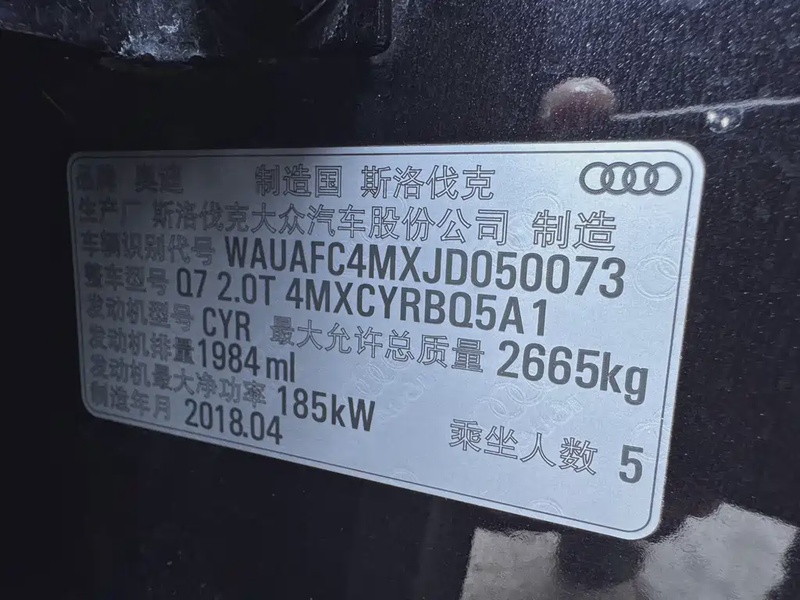 品牌 奥迪 制造国 斯洛伐克
生产厂 斯洛伐克大众汽车股份公司 制造
车辆识别代号 WAUAFC4MXJD050073
整车型号 Q7 2.0T 4MXCYRBQ5A1
发动机型号 CYR 最大允许总质量 2665kg
发动机排量 1984 ml
发动机最大净功率 185kW
制造年月 2018.04 乘坐人数 5